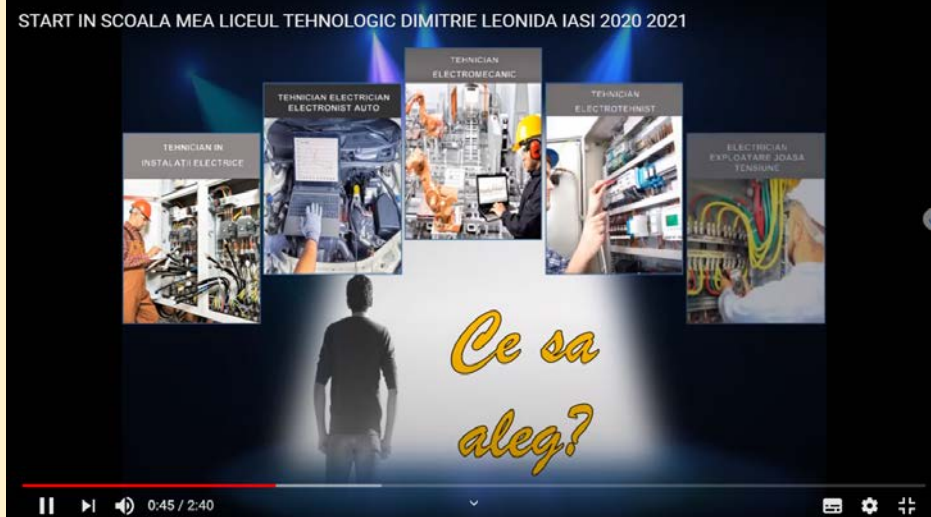 START IN SCOALA MEA LICEUL TEHNOLOGIC DIMITRIE LEONIDA IASI 2020 2021
TEHNICIAN
ELECTROMECANIC
TEHNICIAN ELECTRICIAN
ELECTRONIST AUTO
TEHNICIAN
ELECTROTEHNIST
TEHNICIAN IN
INSTALAȚII ELECTRICE
ELECTRICIAN
EXPLOATARE JOASA
TENSIUNE
Ce sa
aleg?
0:45 / 2:40